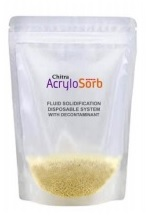 Chitra
AcryloSorb
FLUID SOLIDIFICATION
DISPOSABLE SYSTEM
WITH DECONTAMINANT